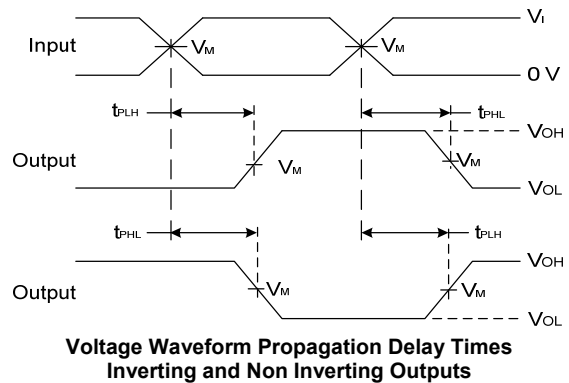 VI
Input
VM
VM
0 V
tPLH
tPHL
VOH
Output
VM
VM
VOL
tPHL
tPLH
VOH
Output
VM
VM
VOL
Voltage Waveform Propagation Delay Times
Inverting and Non Inverting Outputs